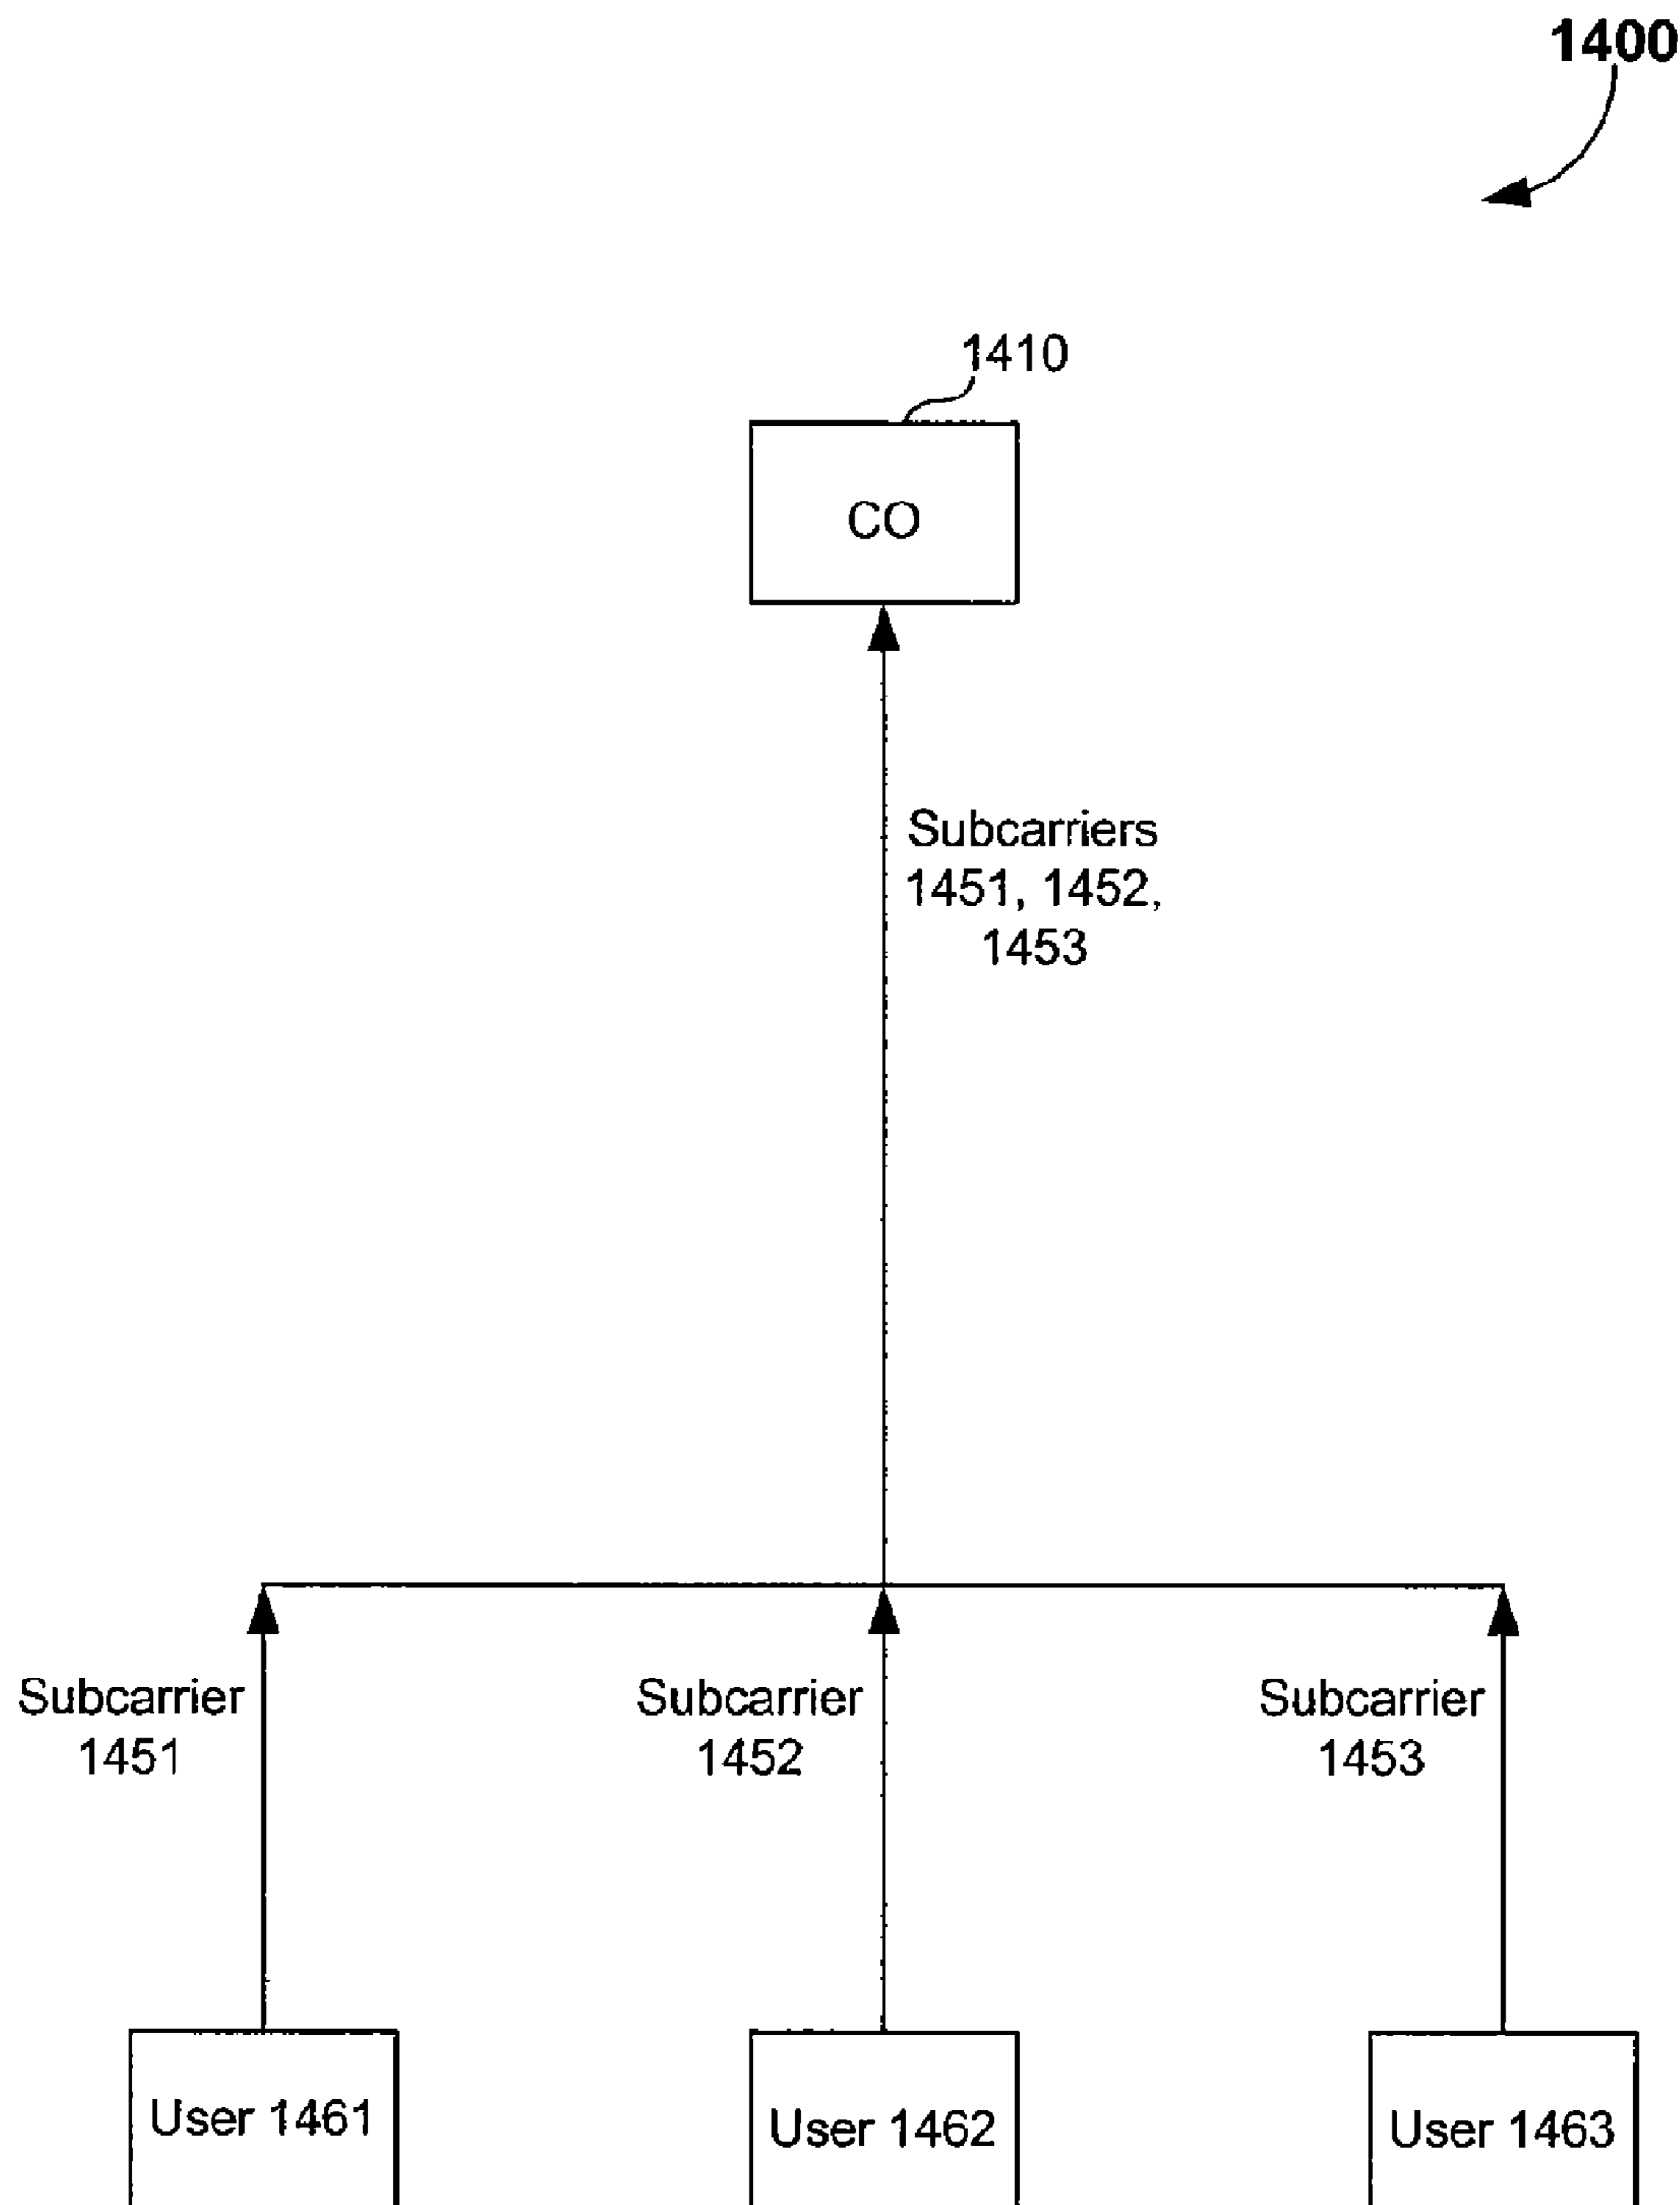 1400
1410
CO
Subcarriers
1451, 1452,
1453
Subcarrier
1451
Subcarrier
1452
Subcarrier
1453
User 1461
User 1462
User 1463